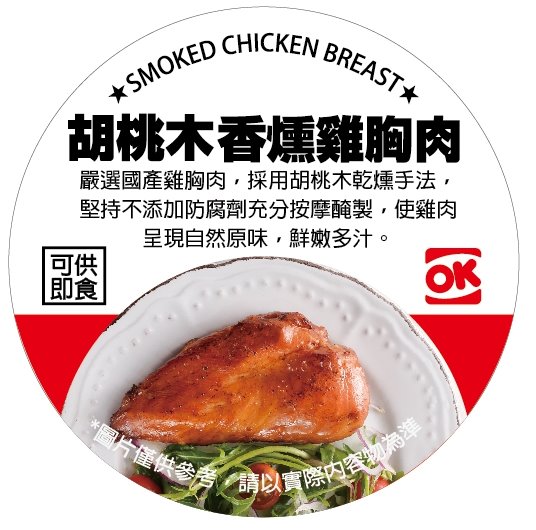 ★SMOKED CHICKEN BREAST★
胡桃木香燻雞胸肉
嚴選國產雞胸肉，採用胡桃木乾燻手法，
堅持不添加防腐劑充分按摩醃製，使雞肉
呈現自然原味，鮮嫩多汁。
可供
即食
OK
*圖片僅供參考，請以實際內容物為準